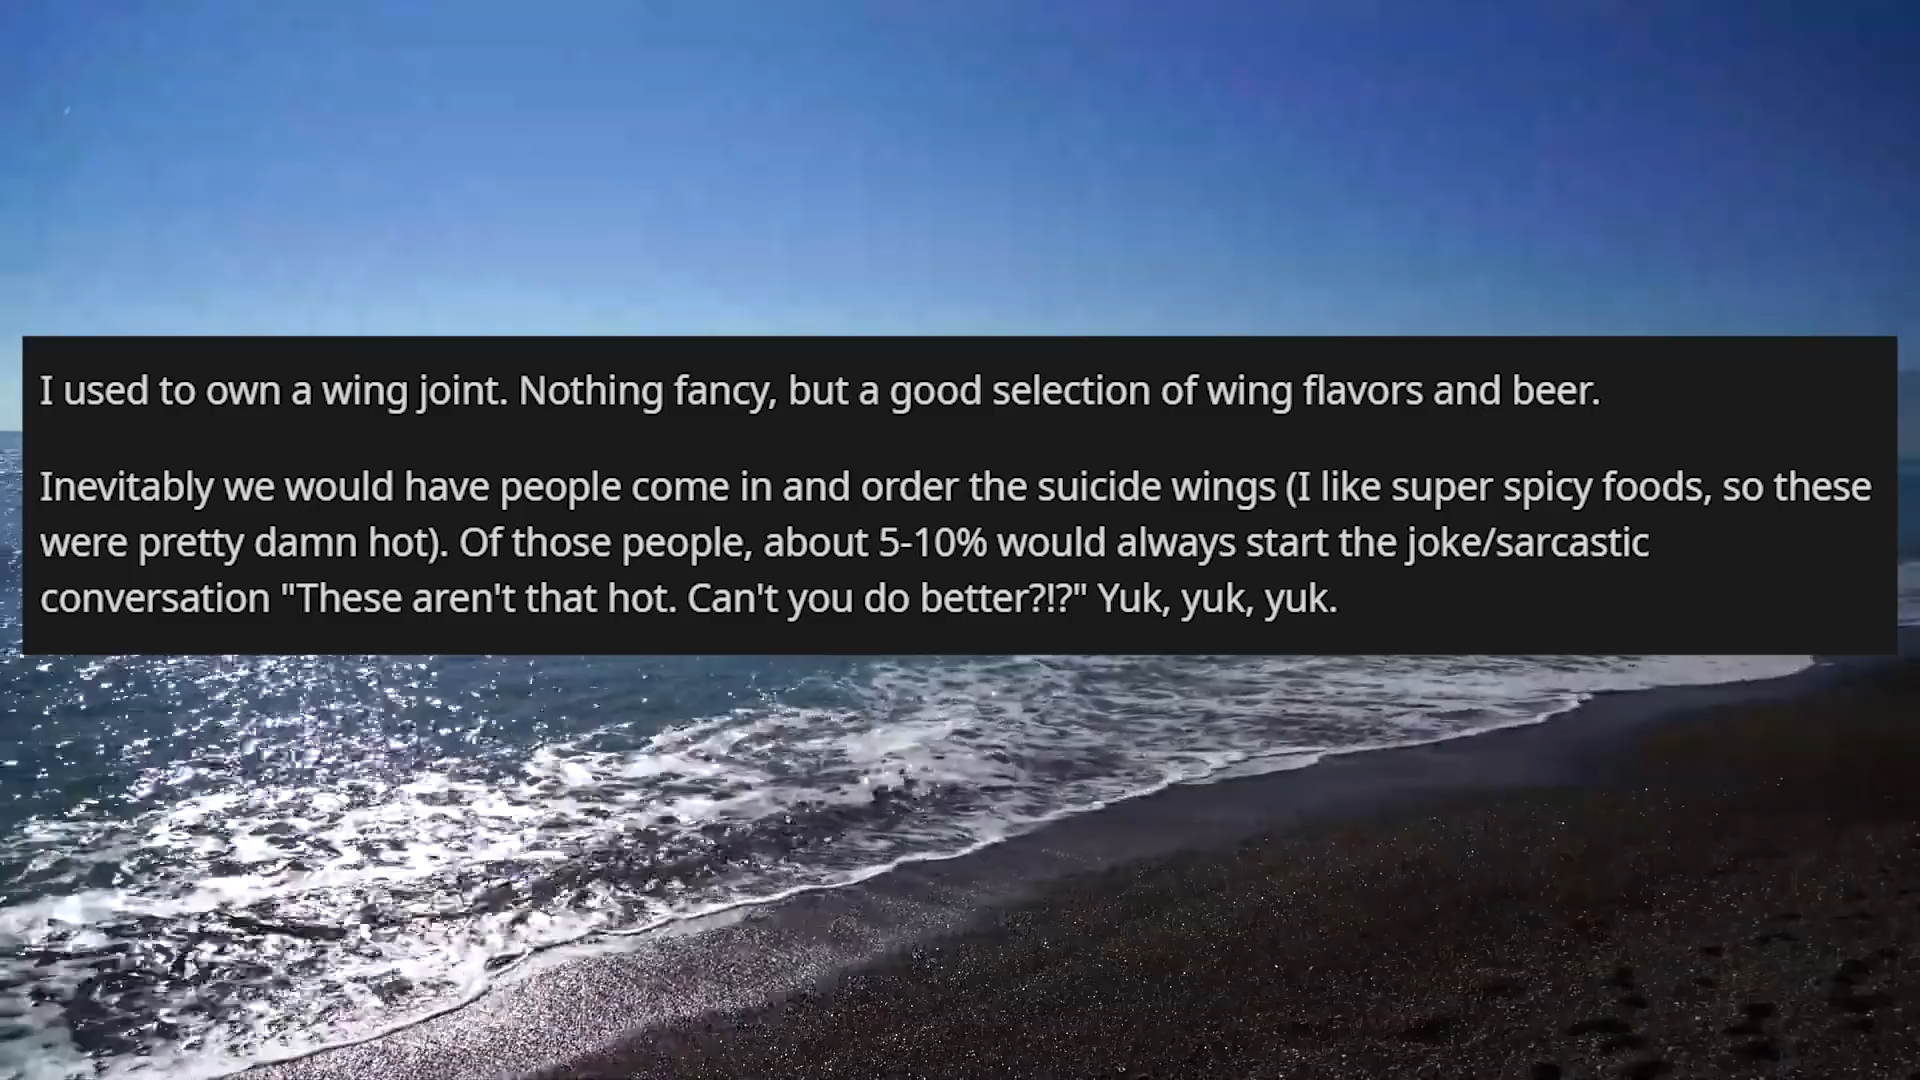 I used to own a wing joint. Nothing fancy, but a good selection of wing flavors and beer.
Inevitably we would have people come in and order the suicide wings (I like super spicy foods, so these
were pretty damn hot). Of those people, about 5-10% would always start the joke/sarcastic
conversation "These aren't that hot. Can't you do better?!?" Yuk, yuk, yuk.